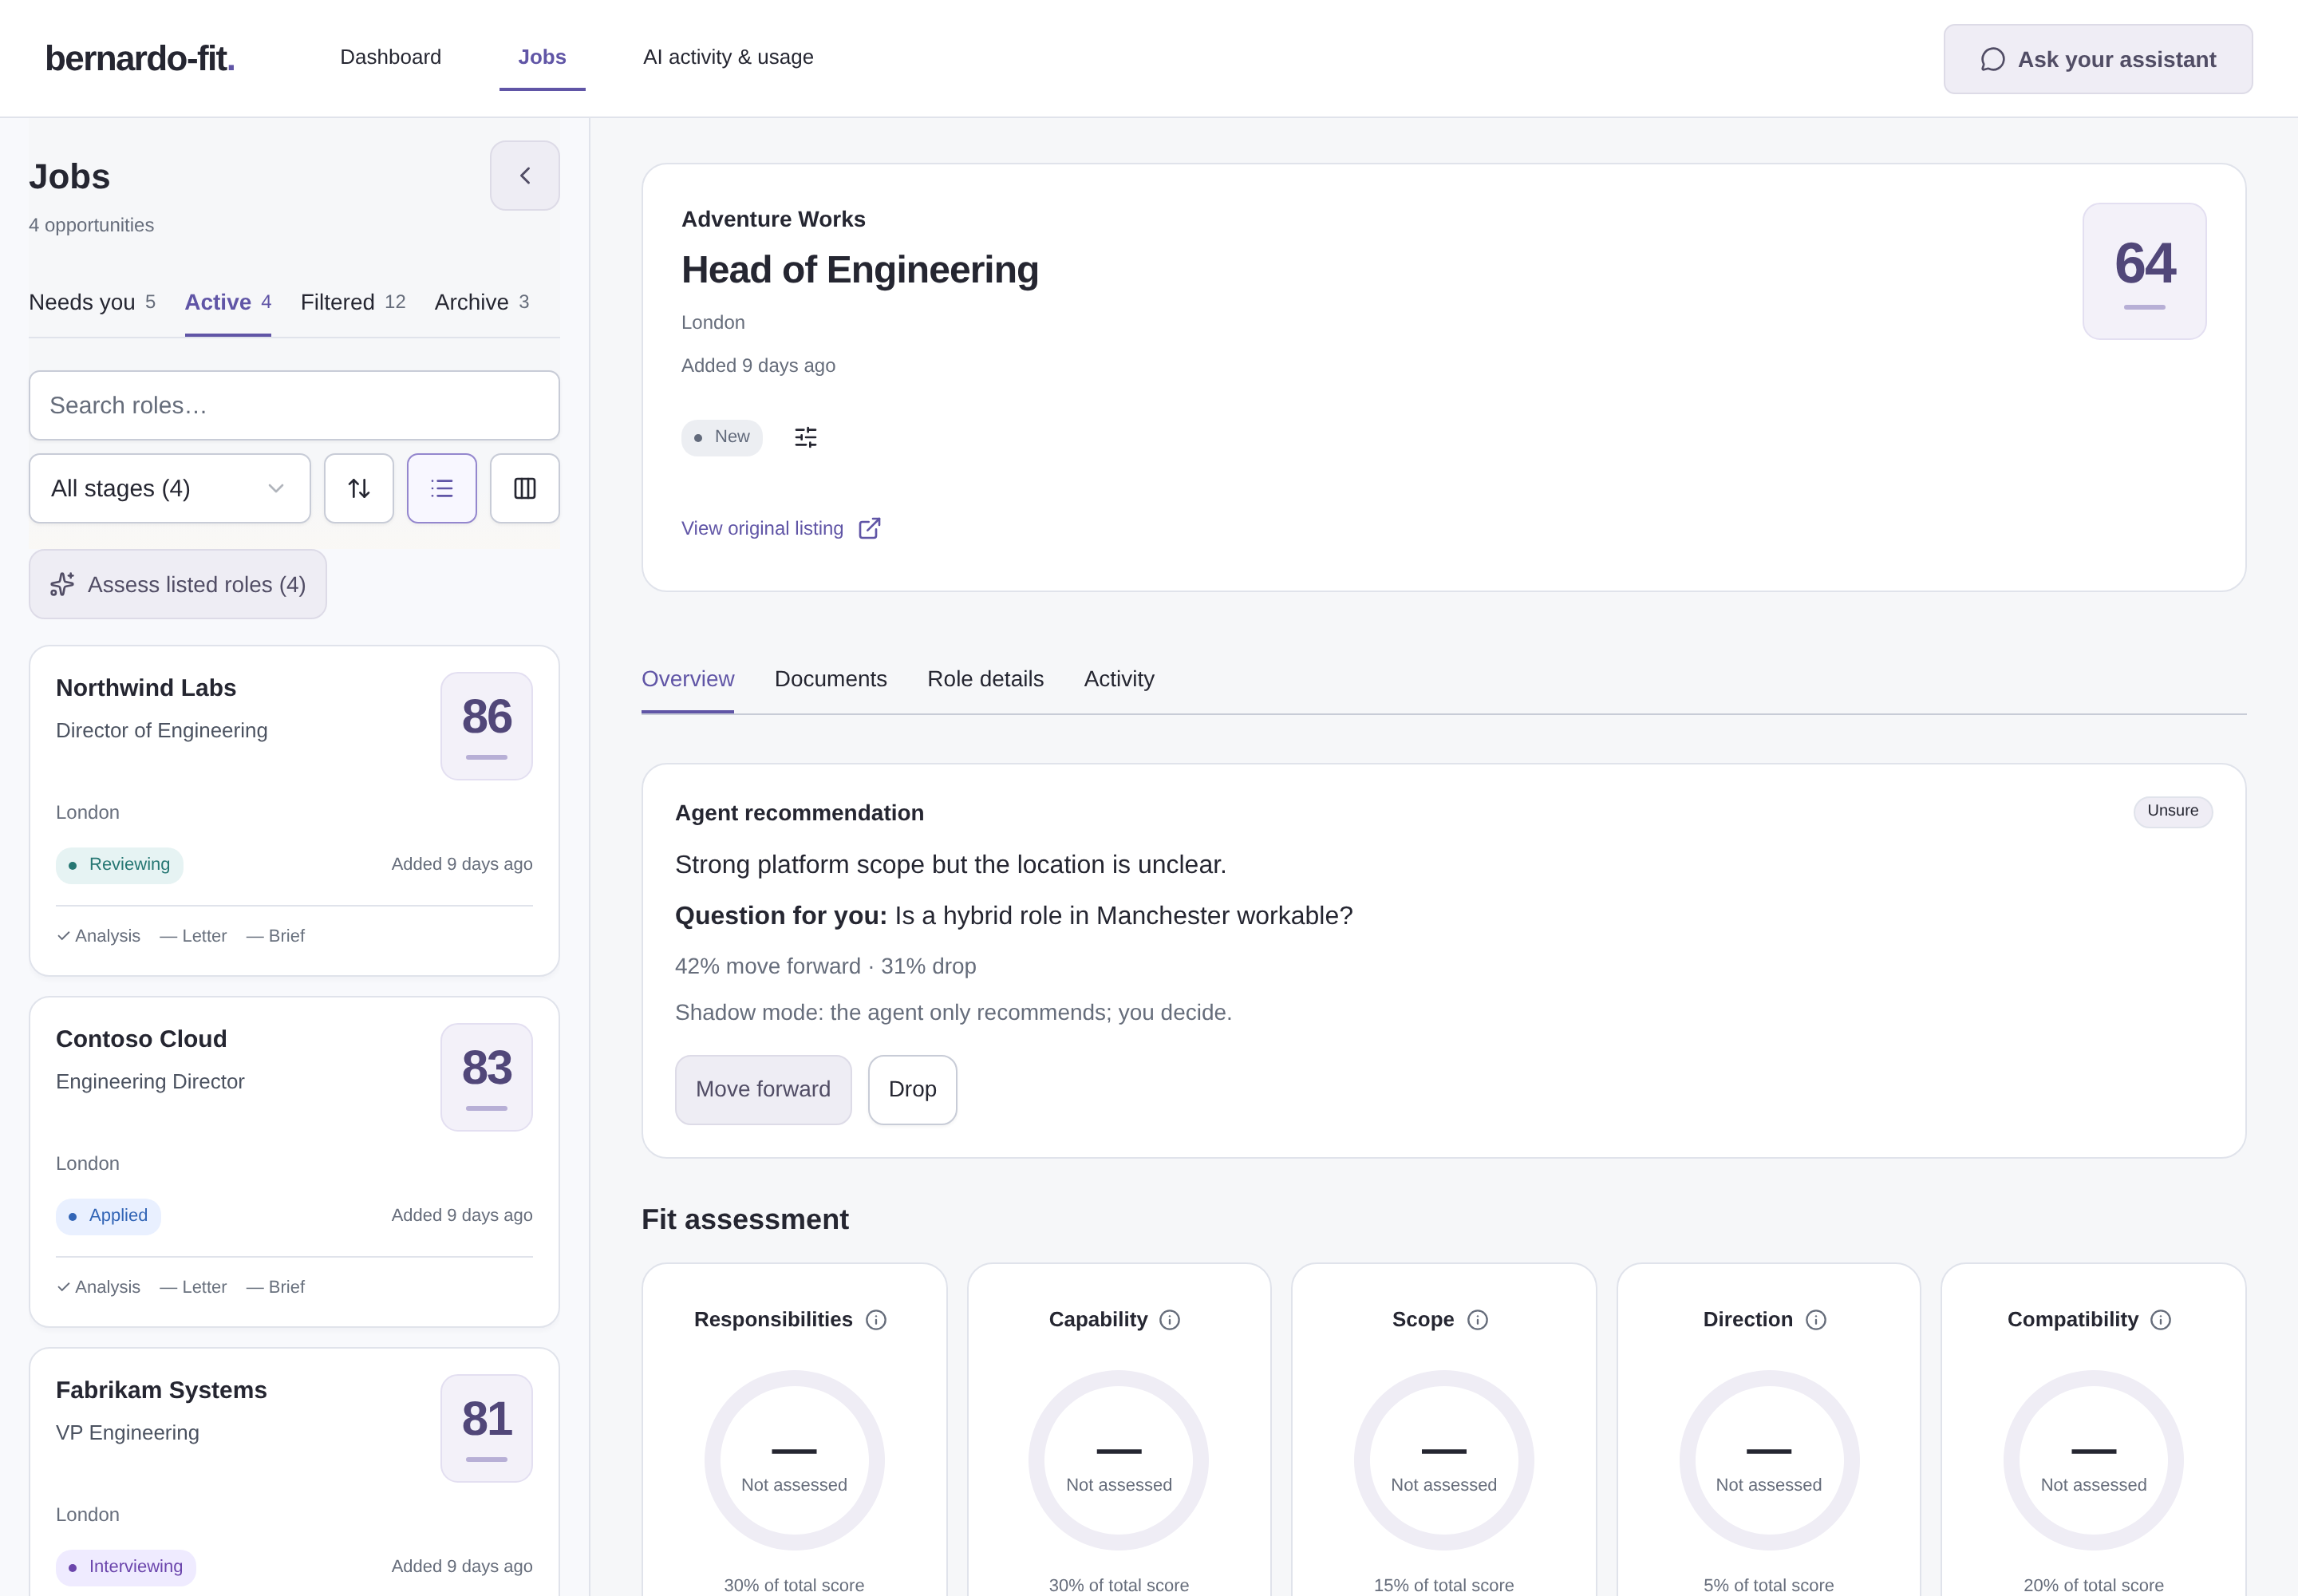 bernardo-fit.
Dashboard
Jobs
AI activity & usage
Ask your assistant
Jobs
4 opportunities
Needs you 5
Active 4
Filtered 12
Archive 3
Search roles…
All stages (4)
Assess listed roles (4)
Northwind Labs
Director of Engineering
86
London
Reviewing
Added 9 days ago
Analysis — Letter — Brief
Contoso Cloud
Engineering Director
83
London
Applied
Added 9 days ago
Analysis — Letter — Brief
Fabrikam Systems
VP Engineering
81
London
Interviewing
Added 9 days ago
Adventure Works
Head of Engineering
64
London
Added 9 days ago
New
View original listing
Overview
Documents
Role details
Activity
Agent recommendation
Unsure
Strong platform scope but the location is unclear.
Question for you: Is a hybrid role in Manchester workable?
42% move forward · 31% drop
Shadow mode: the agent only recommends; you decide.
Move forward
Drop
Fit assessment
Responsibilities
—
Not assessed
30% of total score
Capability
—
Not assessed
30% of total score
Scope
—
Not assessed
15% of total score
Direction
—
Not assessed
5% of total score
Compatibility
—
Not assessed
20% of total score